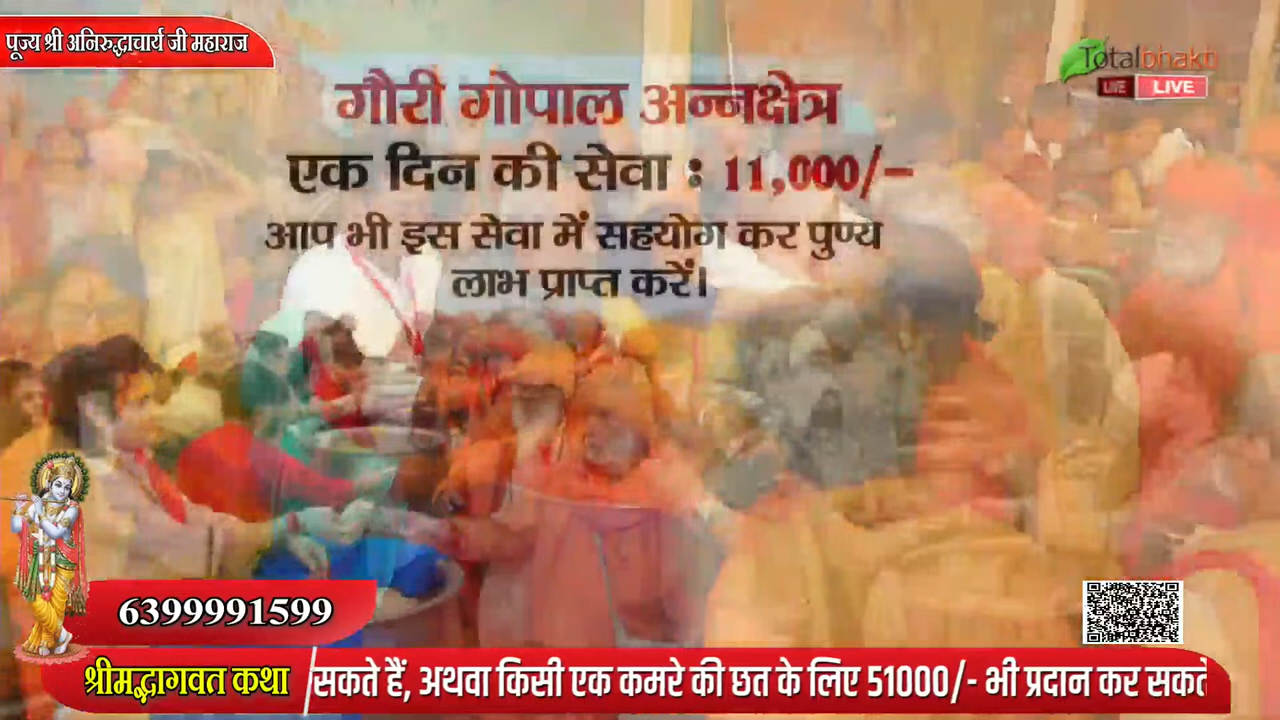 पूज्य श्री अनिरुद्धाचार्य जी महाराज
Totalbhakti
LIVE LIVE
गौरी गोपाल अन्नक्षेत्र
एक दिन की सेवा : 11,000/-
आप भी इस सेवा में सहयोग कर पुण्य
लाभ प्राप्त करें।
6399991599
श्रीमद्भागवत कथा
सकते हैं, अथवा किसी एक कमरे की छत के लिए 51000/- भी प्रदान कर सकते